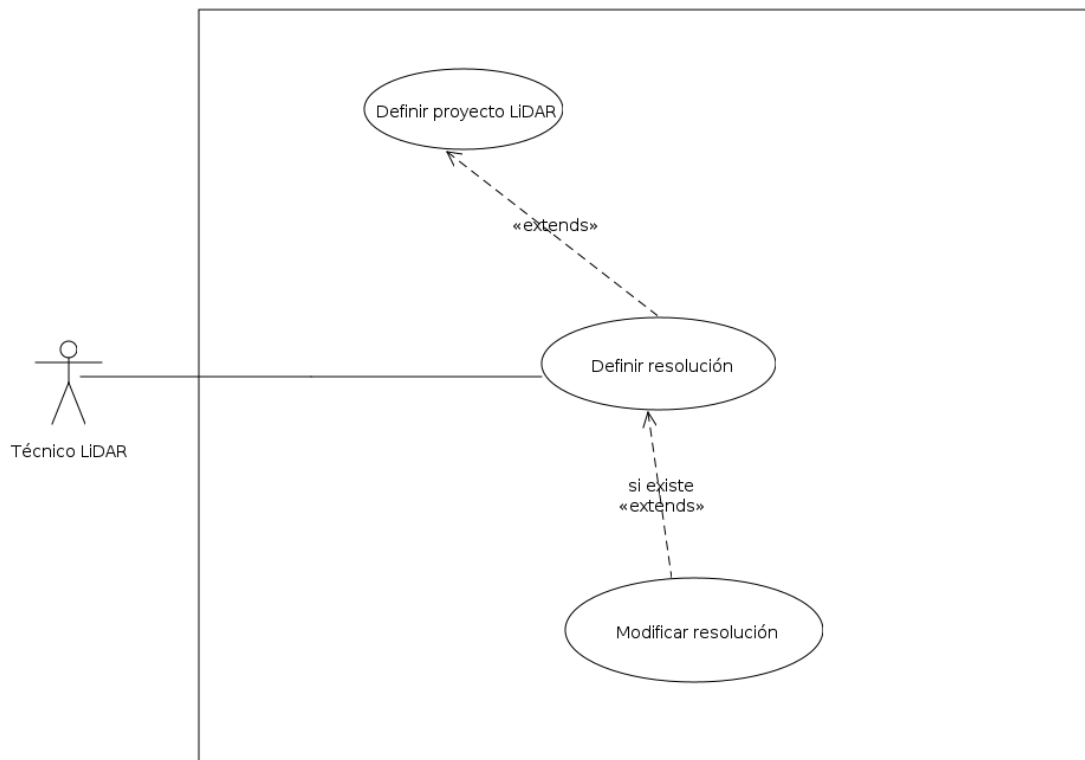 Definir proyecto LiDAR
«extends»
Definir resolución
Técnico LiDAR
si existe
«extends»
Modificar resolución